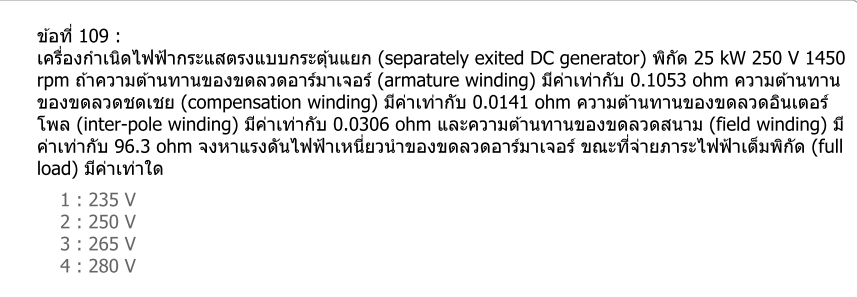 ข้อที่ 109 :
เครื่องกำเนิดไฟฟ้ากระแสตรงแบบกระตุ้นแยก (separately exited DC generator) พิกัด 25 kW 250 V 1450
rpm ถ้าความต้านทานของขดลวดอาร์มาเจอร์ (armature winding) มีค่าเท่ากับ 0.1053 ohm ความต้านทาน
ของขดลวดชดเชย (compensation winding) มีค่าเท่ากับ 0.0141 ohm ความต้านทานของขดลวดอินเตอร์
โพล (inter-pole winding) มีค่าเท่ากับ 0.0306 ohm และความต้านทานของขดลวดสนาม (field winding) มี
ค่าเท่ากับ 96.3 ohm จงหาแรงดันไฟฟ้าเหนี่ยวนำของขดลวดอาร์มาเจอร์ ขณะที่จ่ายภาระไฟฟ้าเต็มพิกัด (full
load) มีค่าเท่าใด
1 : 235 V
2 : 250 V
3 : 265 V
4 : 280 V